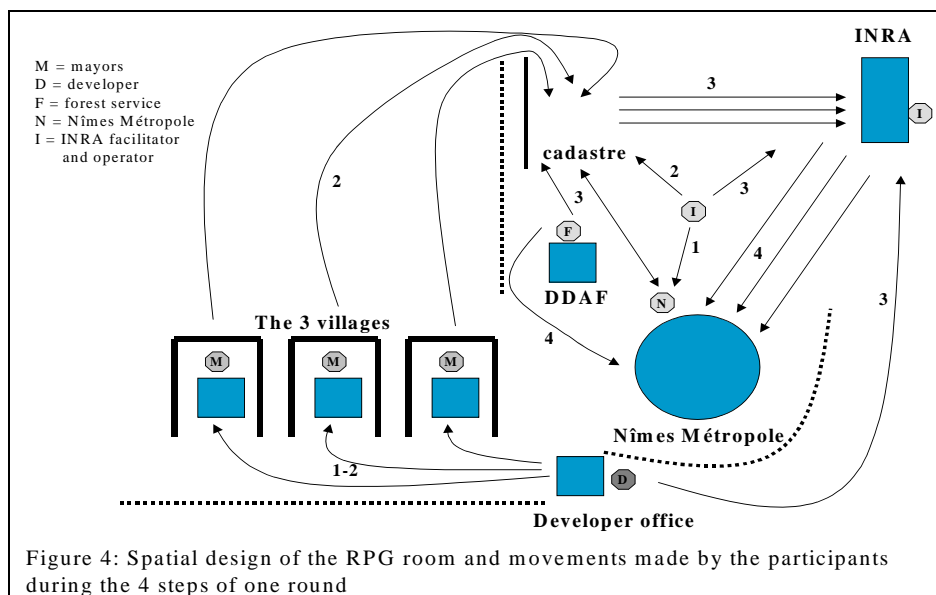 INRA
M = mayors
D = developer
F = forest service
N = Nîmes Métropole
I = INRA facilitator
and operator
3
I
cadastre
2
2
3
3
I
F
1
4
DDAF
N
3
The 3 villages
4
M
M
M
Nîmes Métropole
1-2
D
Developer office
Figure 4: Spatial design of the RPG room and movements made by the participants
during the 4 steps of one round